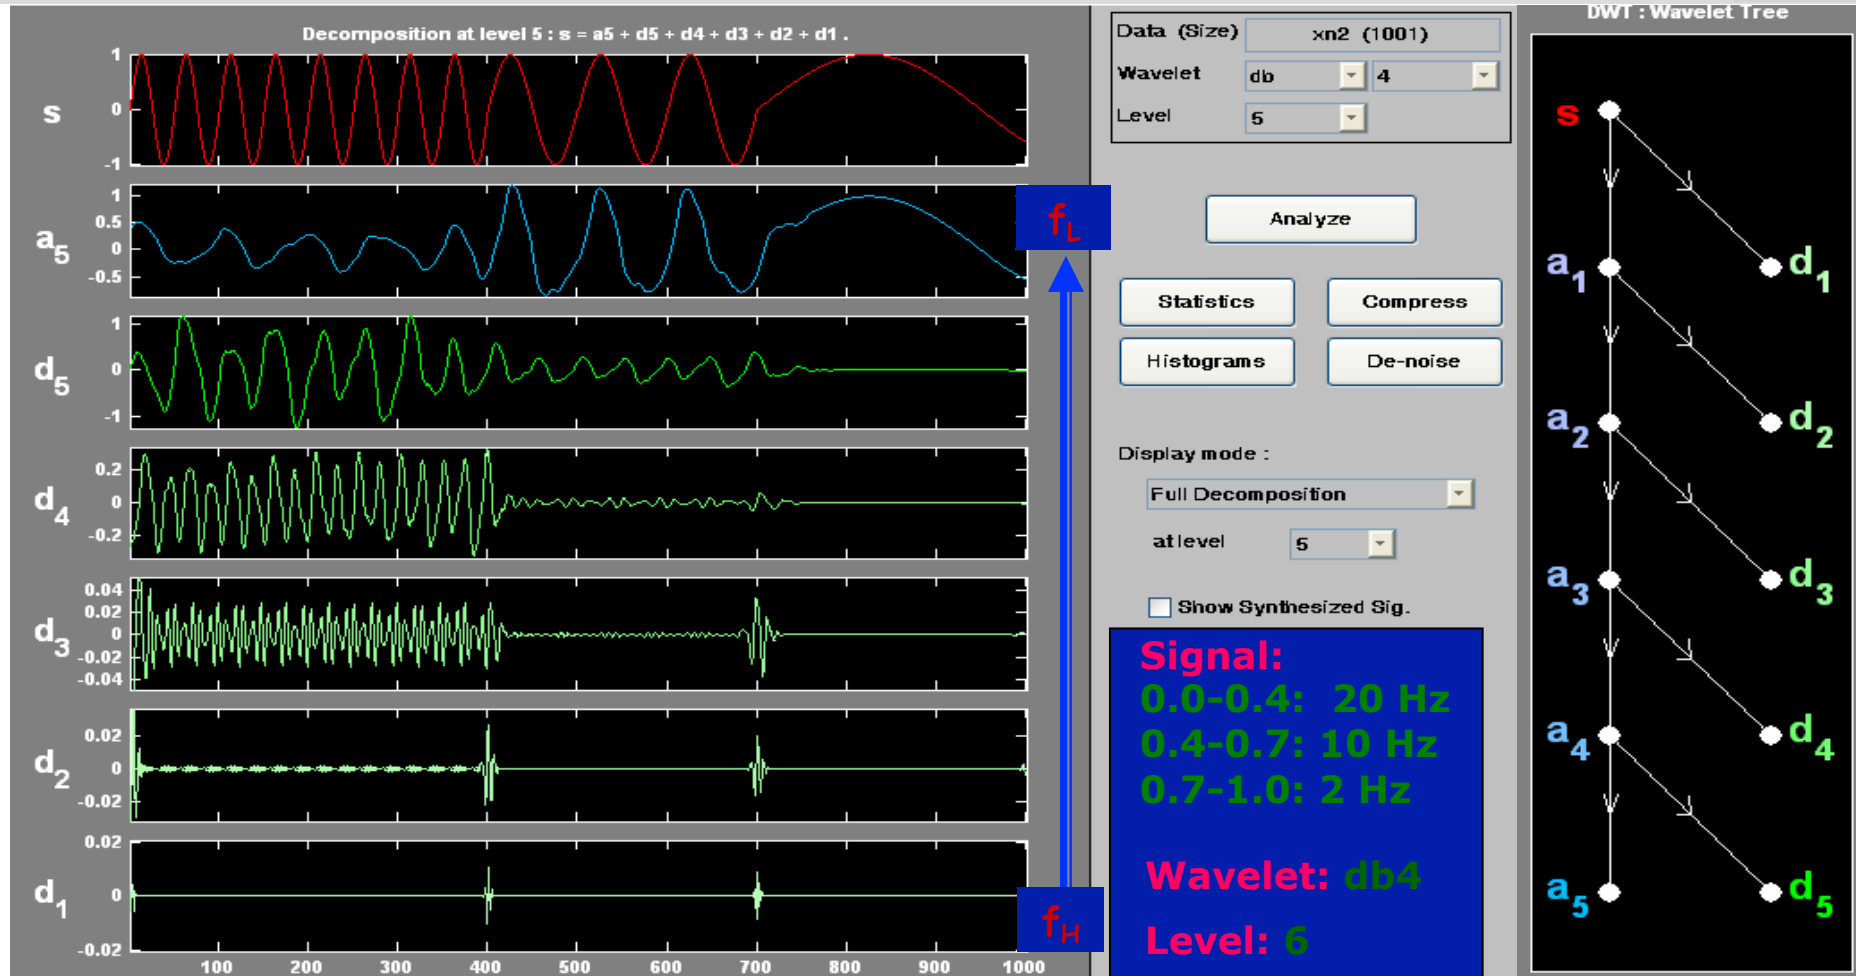 Decomposition at level 5 : s = a5 + d5 + d4 + d3 + d2 + d1 .
s
1
0
-1
a5
1
0.5
0
-0.5
d5
1
0
-1
d4
0.2
0
-0.2
d3
0.04
0.02
0
-0.02
-0.04
d2
0.02
0
-0.02
d1
0.02
0
-0.02
100 200 300 400 500 600 700 800 900 1000
fL
fH
Data (Size) xn2 (1001)
Wavelet db 4
Level 5
Analyze
Statistics Compress
Histograms De-noise
Display mode :
Full Decomposition
at level 5
Show Synthesized Sig.
Signal:
0.0-0.4: 20 Hz
0.4-0.7: 10 Hz
0.7-1.0: 2 Hz
Wavelet: db4
Level: 6
DWT : Wavelet Tree
s
a1 d1
a2 d2
a3 d3
a4 d4
a5 d5